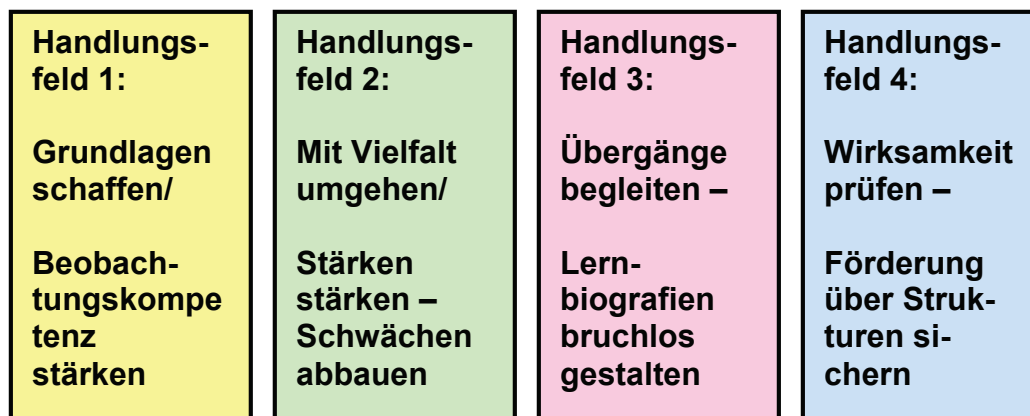 Handlungs-
feld 1:
Grundlagen
schaffen/
Beobach-
tungskompe
tenz
stärken
Handlungs-
feld 2:
Mit Vielfalt
umgehen/
Stärken
stärken –
Schwächen
abbauen
Handlungs-
feld 3:
Übergänge
begleiten –
Lern-
biografien
bruchlos
gestalten
Handlungs-
feld 4:
Wirksamkeit
prüfen –
Förderung
über Struk-
turen si-
chern